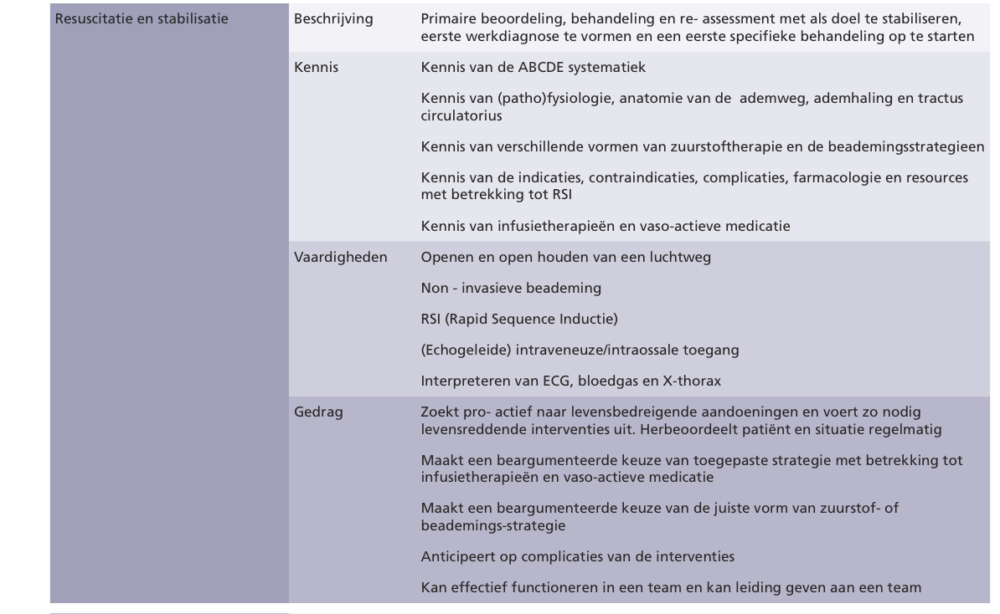 Resuscitatie en stabilisatie
Beschrijving
Primaire beoordeling, behandeling en re- assessment met als doel te stabiliseren,
eerste werkdiagnose te vormen en een eerste specifieke behandeling op te starten
Kennis
Kennis van de ABCDE systematiek
Kennis van (patho)fysiologie, anatomie van de  ademweg, ademhaling en tractus
circulatorius
Kennis van verschillende vormen van zuurstoftherapie en de beademingsstrategieen
Kennis van de indicaties, contraindicaties, complicaties, farmacologie en resources
met betrekking tot RSI
Kennis van infusietherapieën en vaso-actieve medicatie
Vaardigheden
Openen en open houden van een luchtweg
Non - invasieve beademing
RSI (Rapid Sequence Inductie)
(Echogeleide) intraveneuze/intraossale toegang
Interpreteren van ECG, bloedgas en X-thorax
Gedrag
Zoekt pro- actief naar levensbedreigende aandoeningen en voert zo nodig
levensreddende interventies uit. Herbeoordeelt patiënt en situatie regelmatig
Maakt een beargumenteerde keuze van toegepaste strategie met betrekking tot
infusietherapieën en vaso-actieve medicatie
Maakt een beargumenteerde keuze van de juiste vorm van zuurstof- of
beademings-strategie
Anticipeert op complicaties van de interventies
Kan effectief functioneren in een team en kan leiding geven aan een team